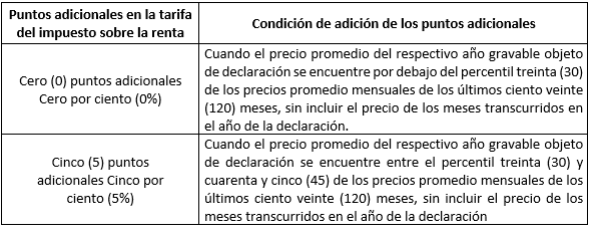 Puntos adicionales en la tarifa
del impuesto sobre la renta
Condición de adición de los puntos adicionales
Cero (0) puntos adicionales
Cero por ciento (0%)
Cuando el precio promedio del respectivo año gravable objeto
de declaración se encuentre por debajo del percentil treinta (30)
de los precios promedio mensuales de los últimos ciento veinte
(120) meses, sin incluir el precio de los meses transcurridos en
el año de la declaración.
Cinco (5) puntos
adicionales Cinco por
ciento (5%)
Cuando el precio promedio del respectivo año gravable objeto
de declaración se encuentre entre el percentil treinta (30) y
cuarenta y cinco (45) de los precios promedio mensuales de los
últimos ciento veinte (120) meses, sin incluir el precio de los
meses transcurridos en el año de la declaración